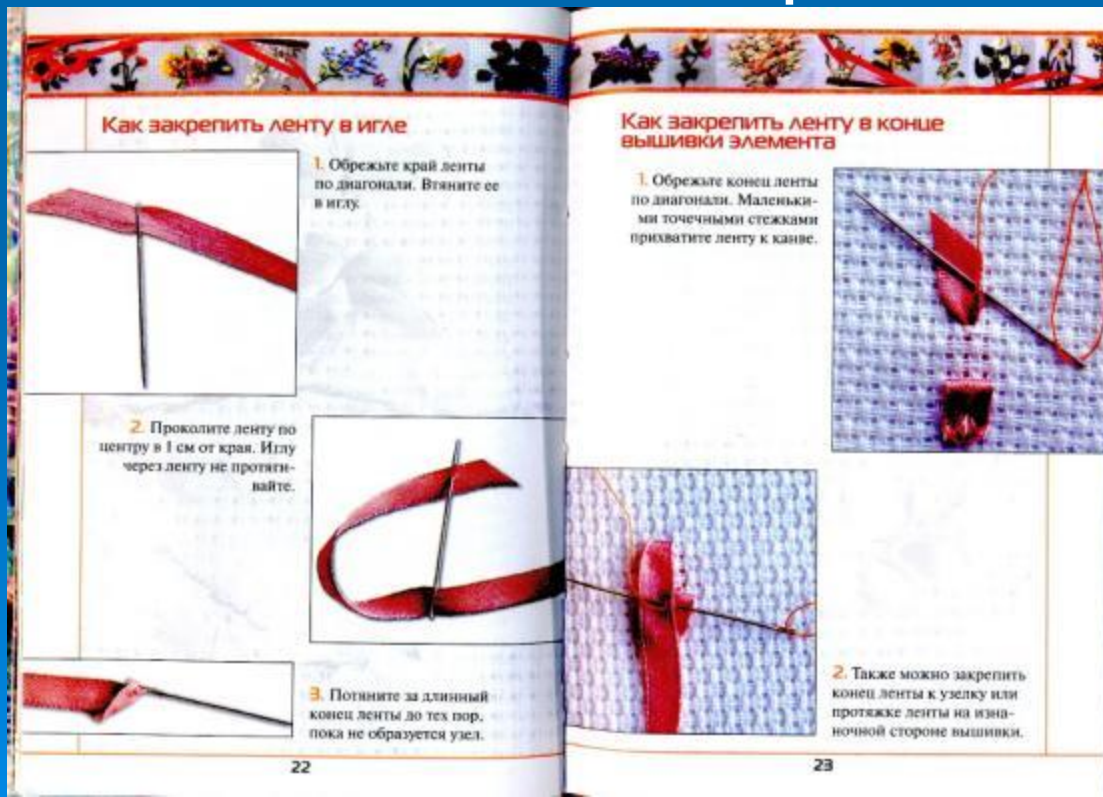 Как закрепить ленту в игле
1. Обрежьте край ленты
по диагонали. Втяните ее
в иглу.
2. Проколите ленту по
центру в 1 см от края. Иглу
через ленту не протяги-
вайте.
3. Потяните за длинный
конец ленты до тех пор,
пока не образуется узел.
22
Как закрепить ленту в конце
вышивки элемента
1. Обрежьте конец ленты
по диагонали. Маленьки-
ми точечными стежками
прихватите ленту к канве.
2. Также можно закрепить
конец ленты к узелку или
протяжке ленты на изна-
ночной стороне вышивки.
23